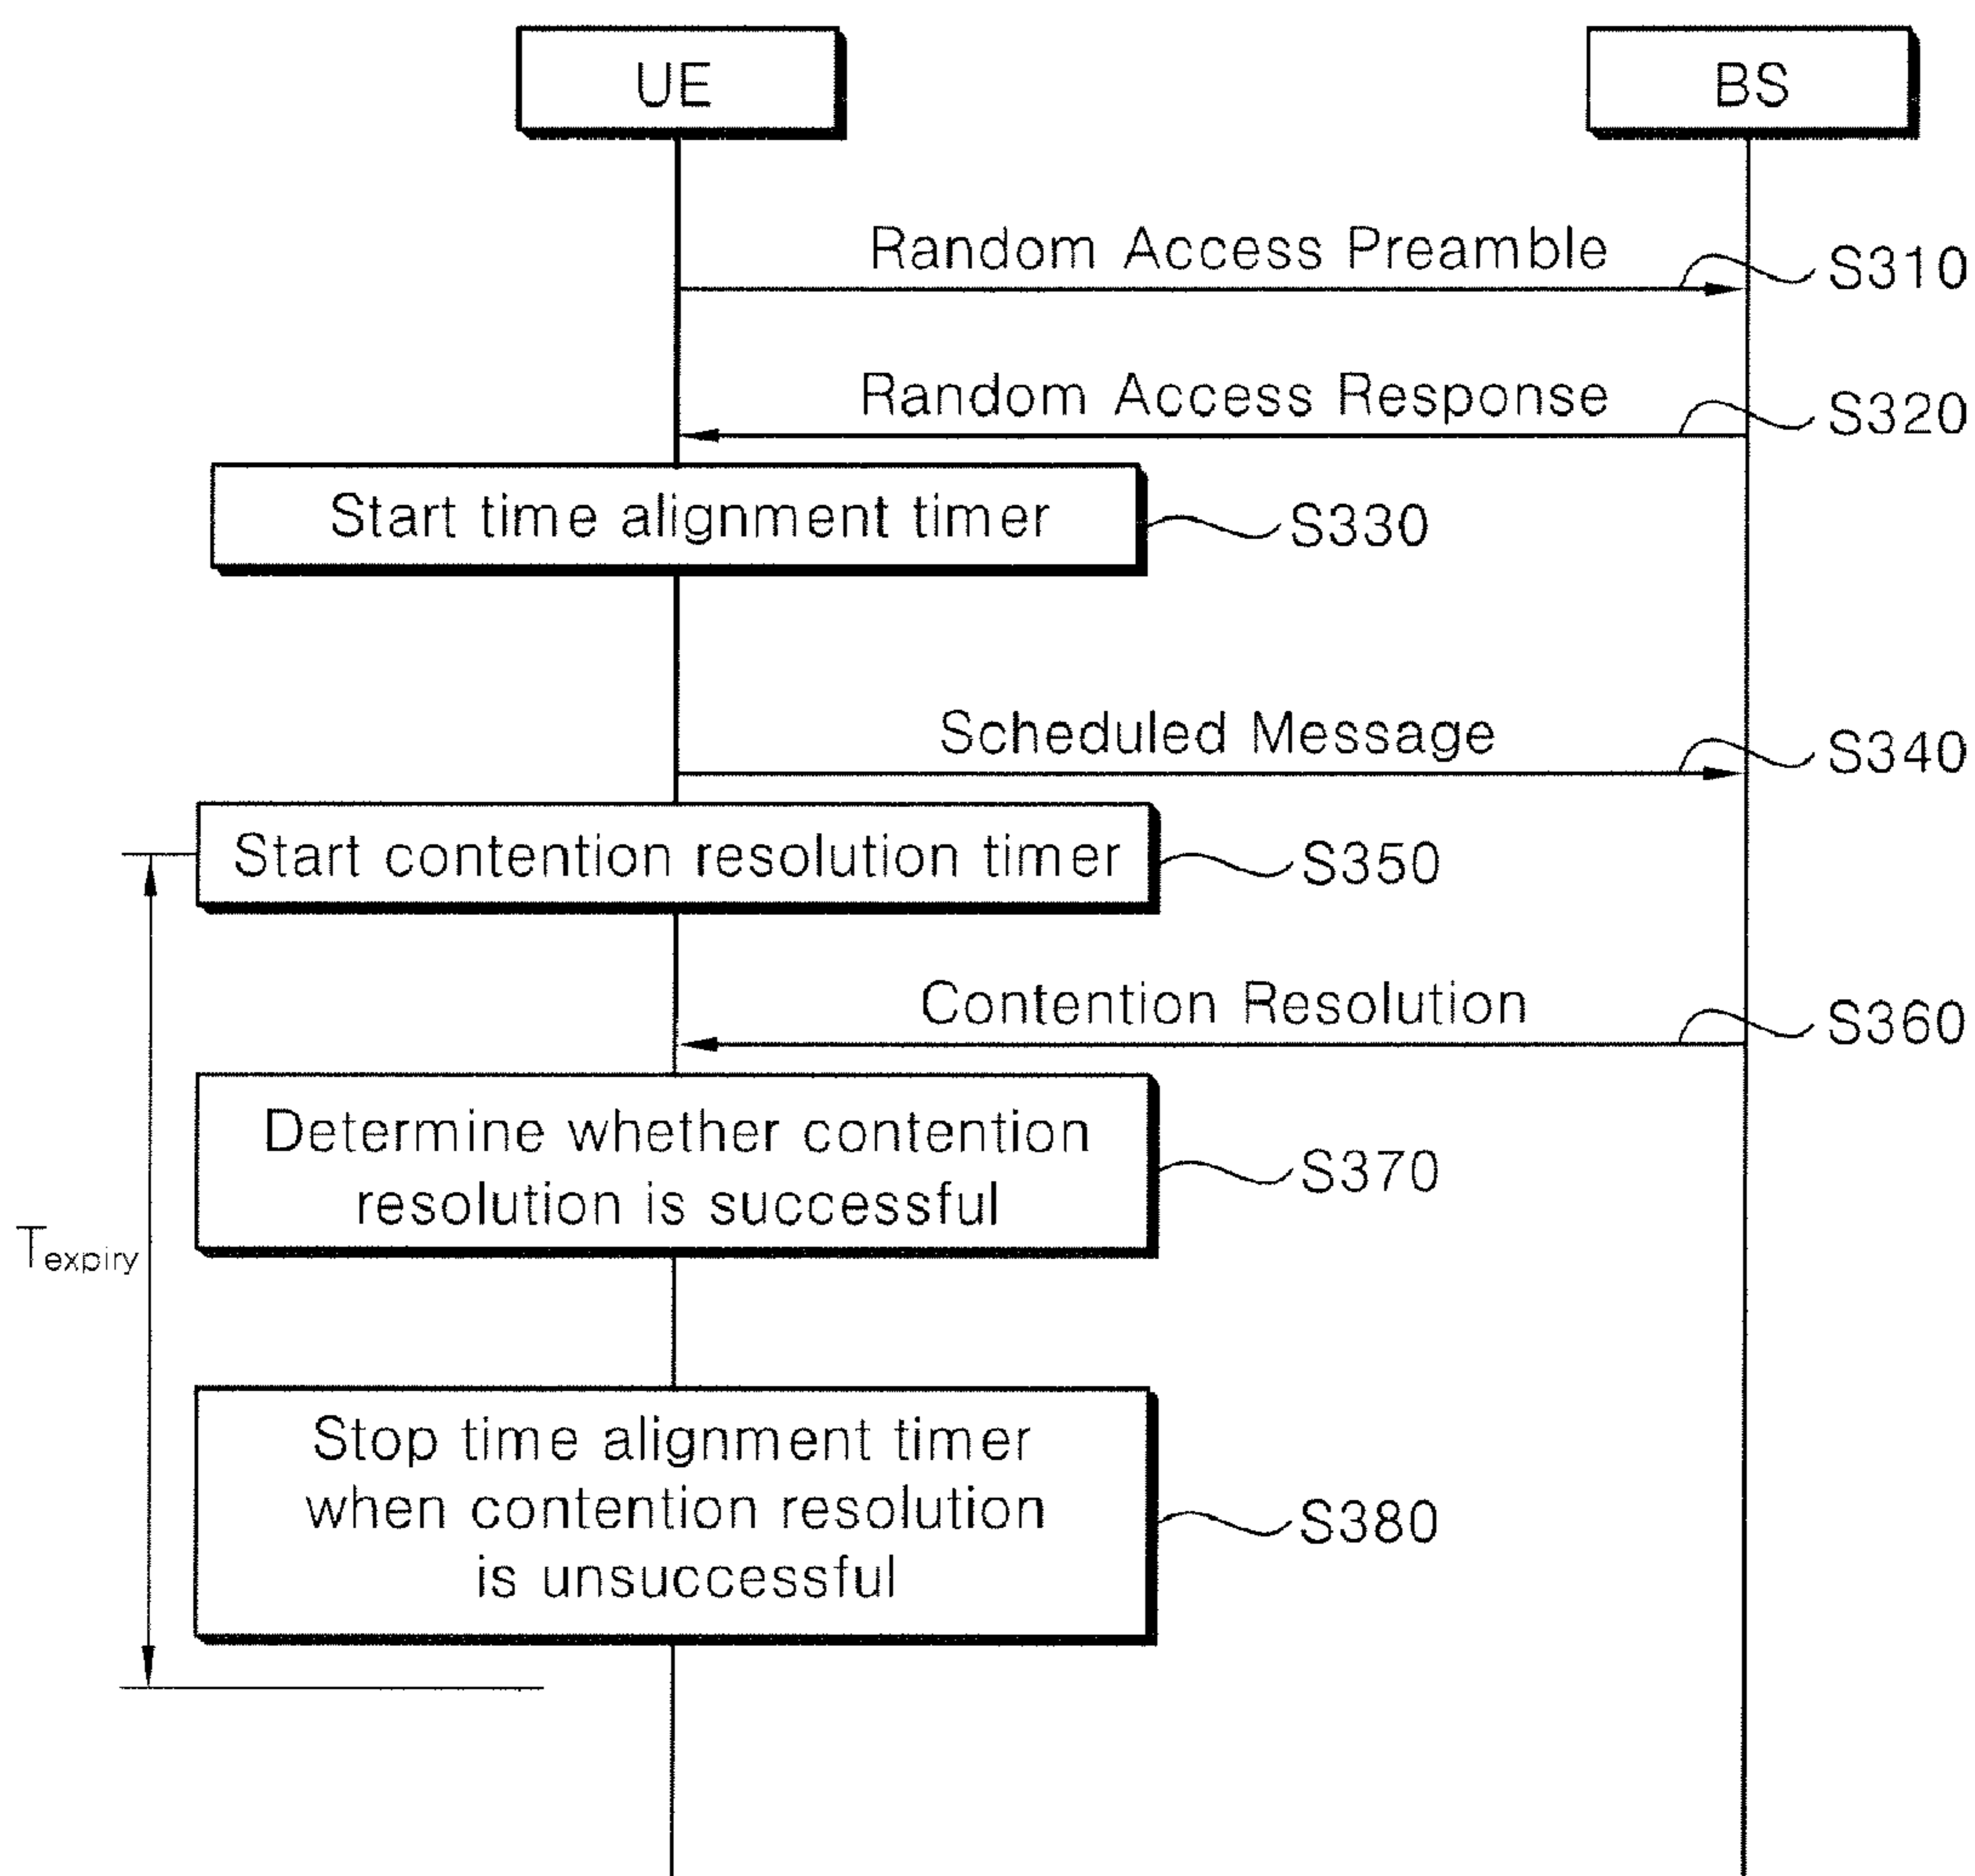 UE
BS
Random Access Preamble
S310
Random Access Response
S320
Start time alignment timer
S330
Scheduled Message
S340
Start contention resolution timer
S350
Contention Resolution
S360
Determine whether contention
resolution is successful
S370
Texpiry
Stop time alignment timer
when contention resolution
is unsuccessful
S380